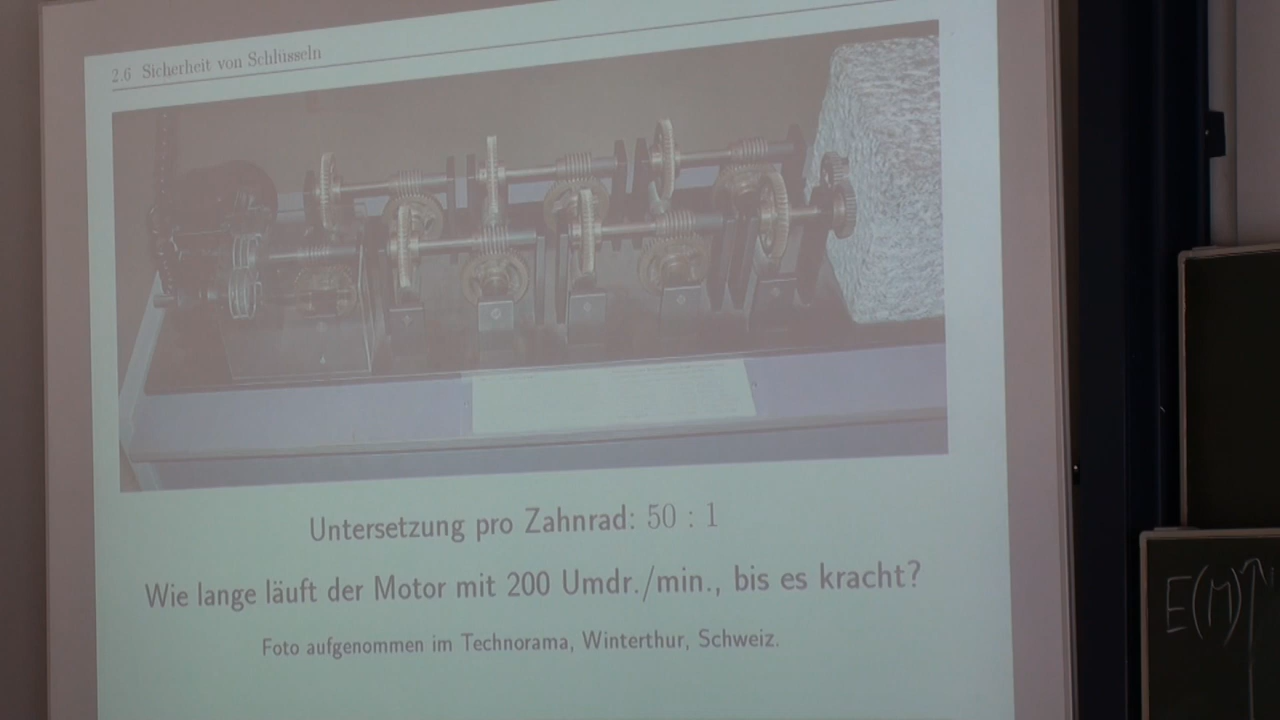 2.6 Sicherheit von Schlüsseln
Untersetzung pro Zahnrad: 50 : 1
Wie lange läuft der Motor mit 200 Umdr./min., bis es kracht?
Foto aufgenommen im Technorama, Winterthur, Schweiz.
E(M)